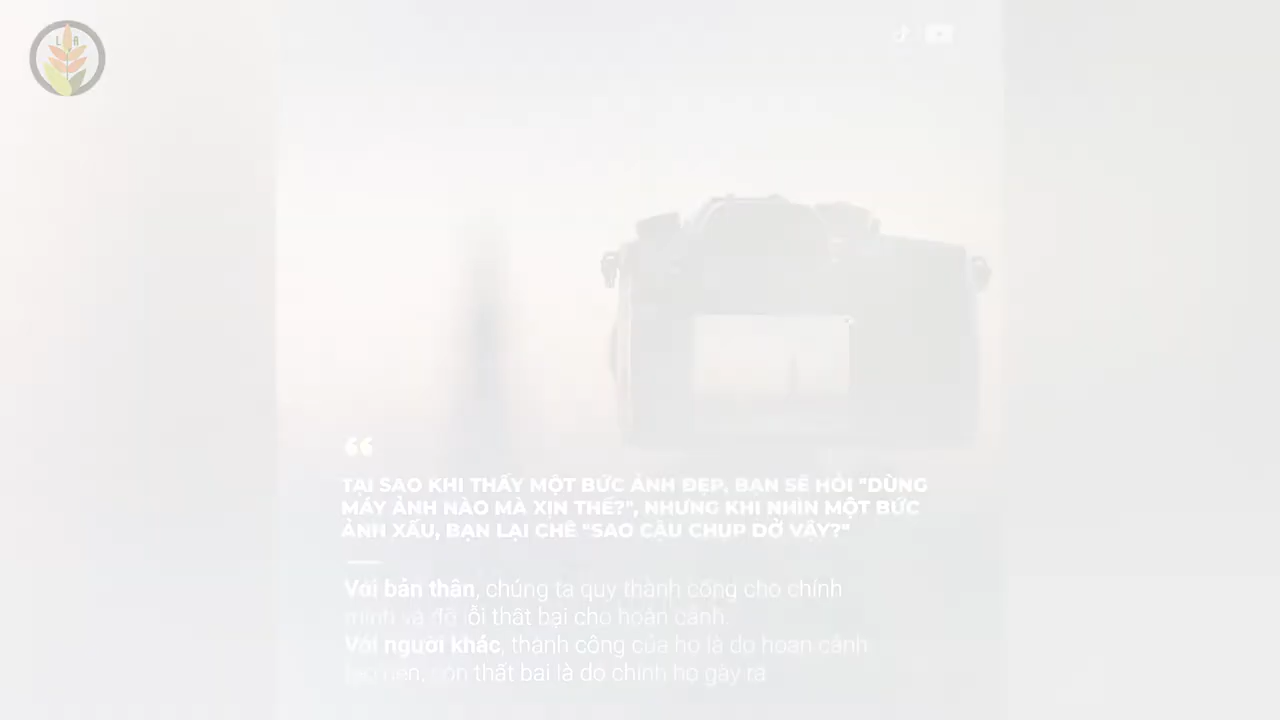 L R
“
TẠI SAO KHI THẤY MỘT BỨC ẢNH ĐẸP, BẠN SẼ HỎI "DÙNG
MÁY ẢNH NÀO MÀ XỊN THẾ?", NHƯNG KHI NHÌN MỘT BỨC
ẢNH XẤU, BẠN LẠI CHÊ "SAO CẬU CHỤP DỞ VẬY?"
Với bản thân, chúng ta quy thành công cho chính
mình và đổ lỗi thất bại cho hoàn cảnh.
Với người khác, thành công của họ là do hoàn cảnh
tạo nên, còn thất bại là do chính họ gây ra